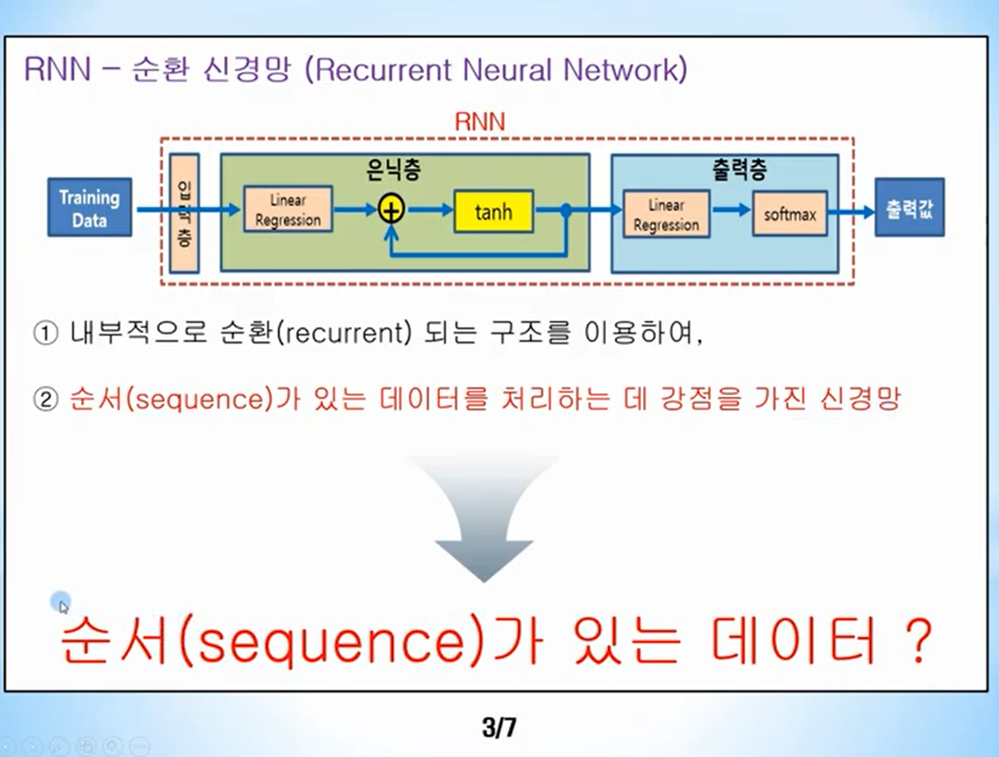 RNN – 순환 신경망 (Recurrent Neural Network)
RNN
Training
Data
입
력
층
은닉층
Linear
Regression
+
tanh
출력층
Linear
Regression
softmax
출력값
① 내부적으로 순환(recurrent) 되는 구조를 이용하여,
② 순서(sequence)가 있는 데이터를 처리하는 데 강점을 가진 신경망
순서(sequence)가 있는 데이터 ?
3/7